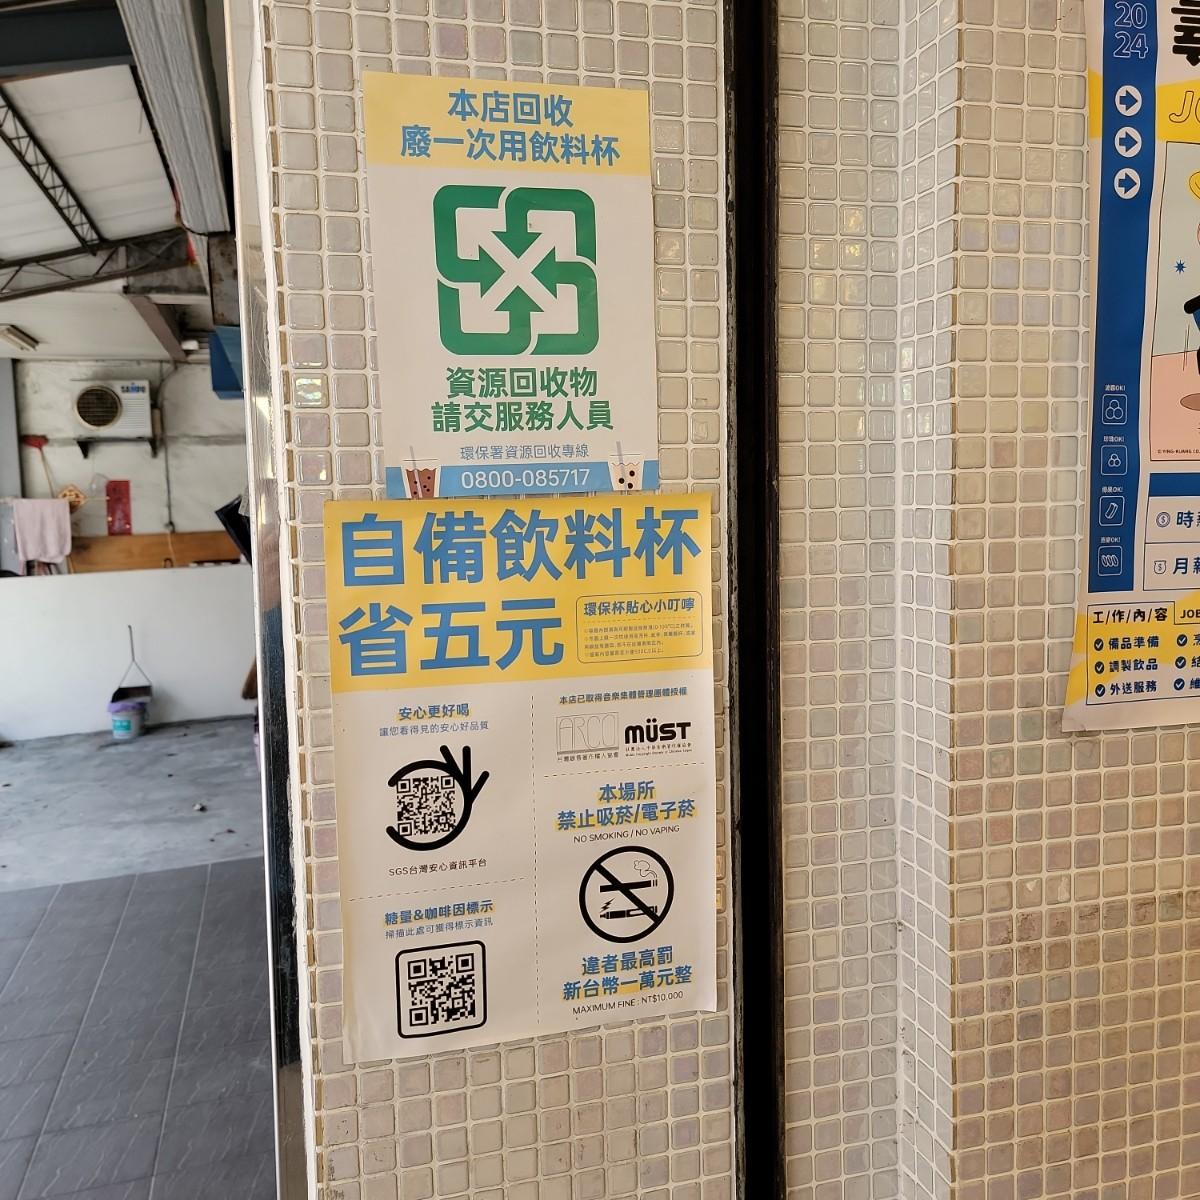 本店回收
廢一次用飲料杯
資源回收物
請交服務人員
環保署資源回收專線
0800-085717
自備飲料杯
省五元
環保杯貼心小叮嚀
安心更好喝
讓您看得見的安心好品質
SGS台灣安心資訊平台
糖量&咖啡因標示
掃描此處可獲得標示資訊
本店已取得音樂集體管理團體授權
ARCO
MÜST
本場所
禁止吸菸/電子菸
NO SMOKING / NO VAPING
違者最高罰
新台幣一萬元整
MAXIMUM FINE : NT$10,000
SAMPO
20
24
時
月薪
工/作/內/容
JOB
備品準備
調製飲品
外送服務